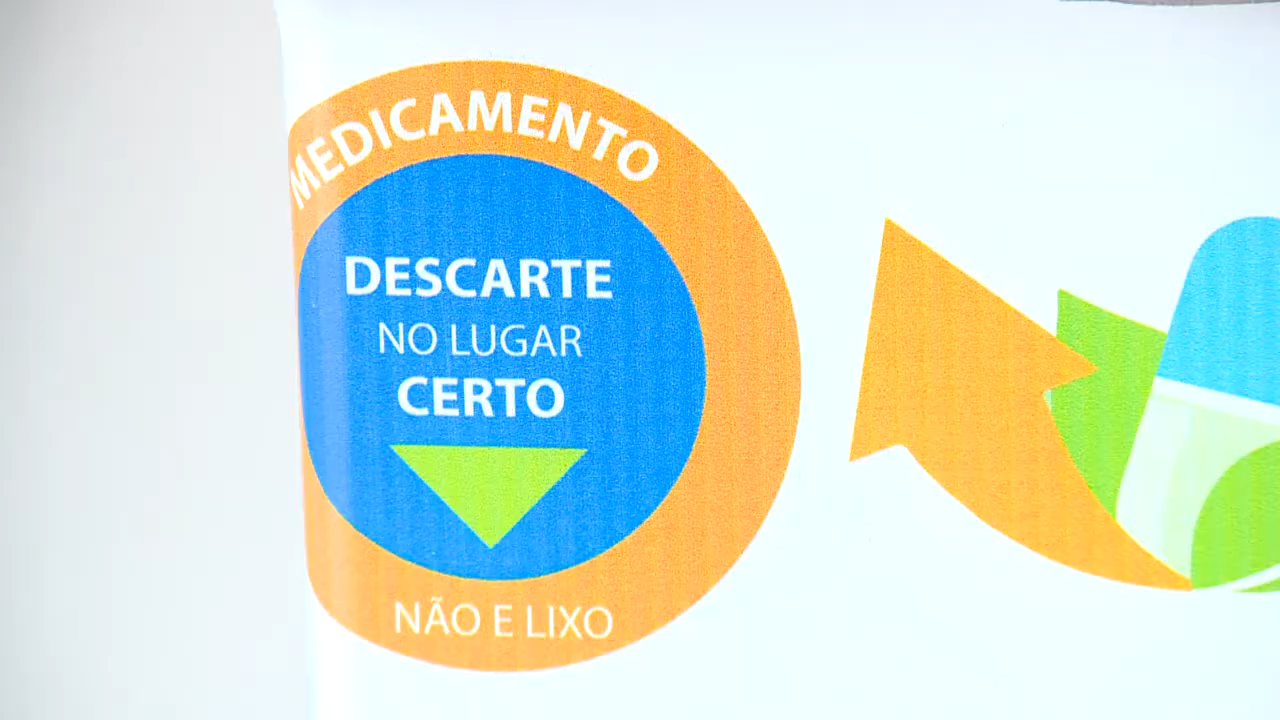 MEDICAMENTO
DESCARTE
NO LUGAR
CERTO
NÃO E LIXO